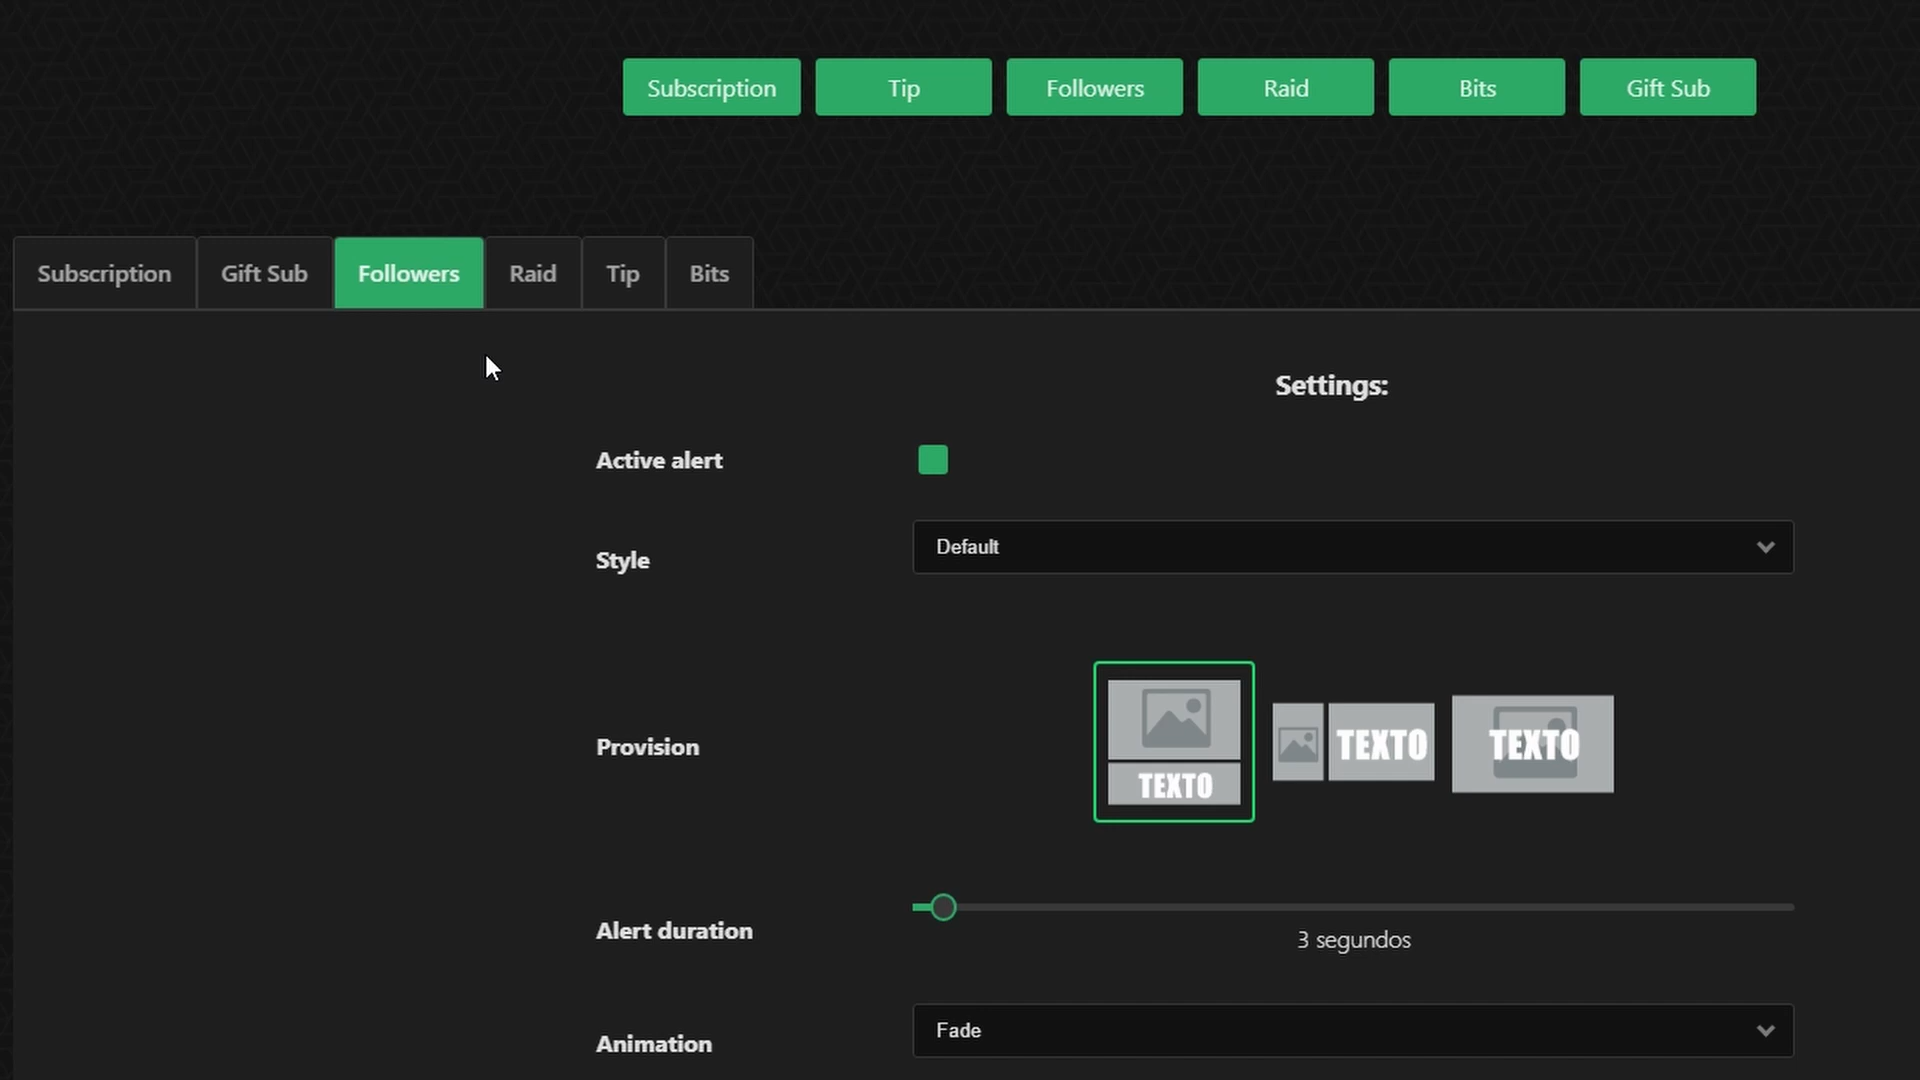 Subscription Tip Followers Raid Bits Gift Sub
Subscription Gift Sub Followers Raid Tip Bits
Settings:
Active alert
Style Default
Provision TEXTO TEXTO TEXTO
Alert duration 3 segundos
Animation Fade